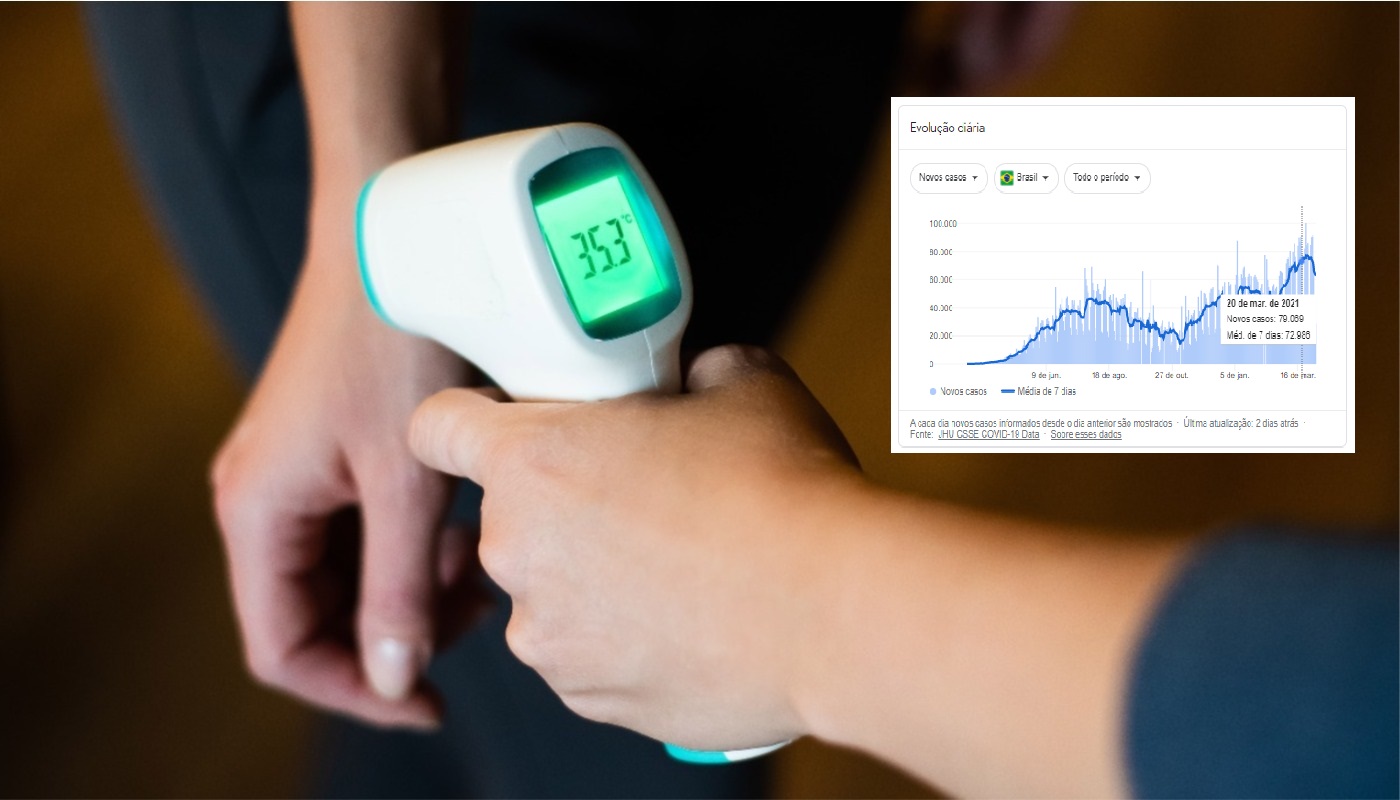 35.3 °C
Evolução diária
Novos casos Brasil Todo o período
100.000
80.000
60.000
40.000
20.000
0
20 de mar. de 2021
Novos casos: 79.069
Méd. de 7 dias: 72.986
9 de jun. 18 de ago. 27 de out. 5 de jan. 16 de mar.
Novos casos Média de 7 dias
A cada dia novos casos informados desde o dia anterior são mostrados · Última atualização: 2 dias atrás ·
Fonte: JHU CSSE COVID-19 Data · Sobre esses dados